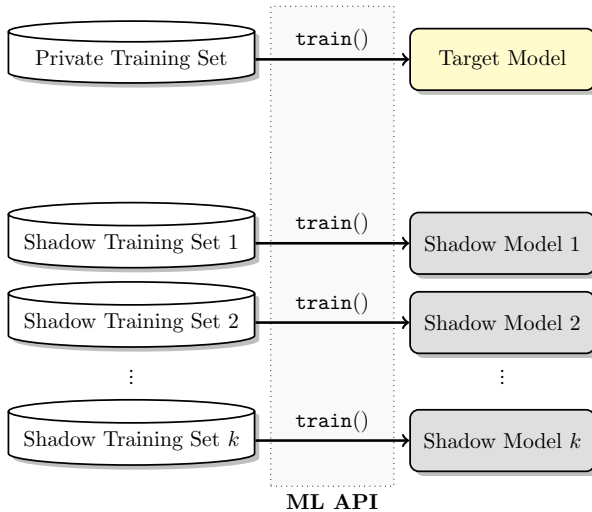 Private Training Set train() Target Model
Shadow Training Set 1 train() Shadow Model 1
Shadow Training Set 2 train() Shadow Model 2
⋮ ⋮
Shadow Training Set k train() Shadow Model k
ML API